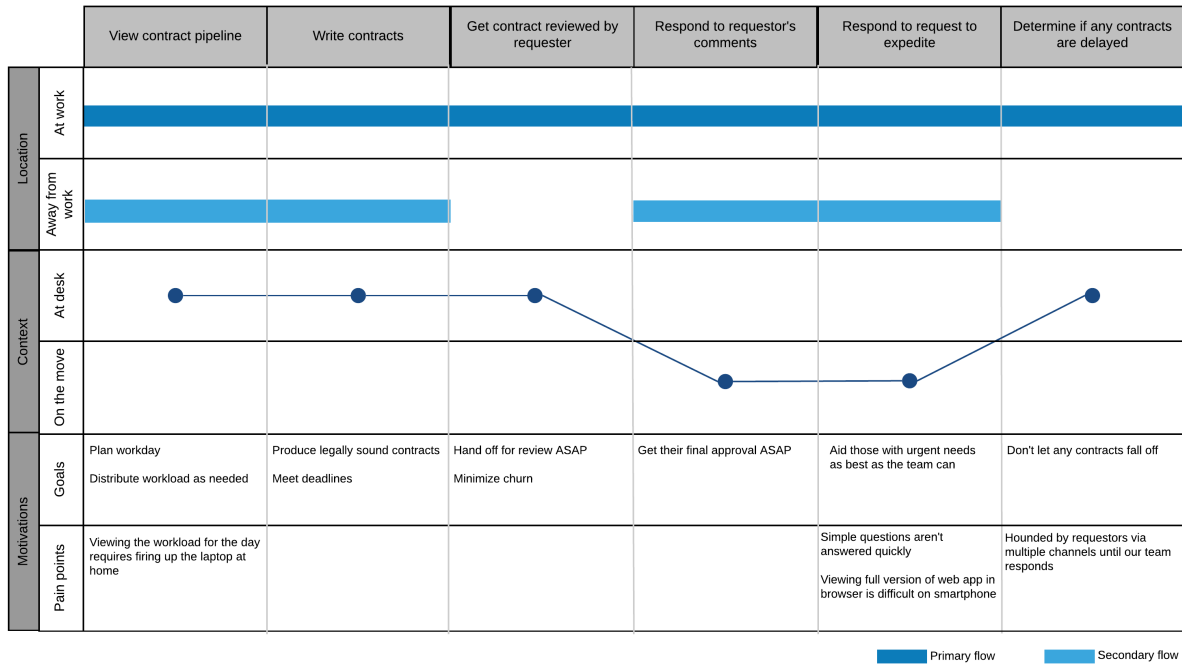 View contract pipeline
Write contracts
Get contract reviewed by
requester
Respond to requestor's
comments
Respond to request to
expedite
Determine if any contracts
are delayed
Location
At work
Away from
work
Context
At desk
On the move
Motivations
Goals
Plan workday
Distribute workload as needed
Produce legally sound contracts
Meet deadlines
Hand off for review ASAP
Minimize churn
Get their final approval ASAP
Aid those with urgent needs
as best as the team can
Don't let any contracts fall off
Pain points
Viewing the workload for the day
requires firing up the laptop at
home
Simple questions aren't
answered quickly
Viewing full version of web app in
browser is difficult on smartphone
Hounded by requestors via
multiple channels until our team
responds
Primary flow
Secondary flow